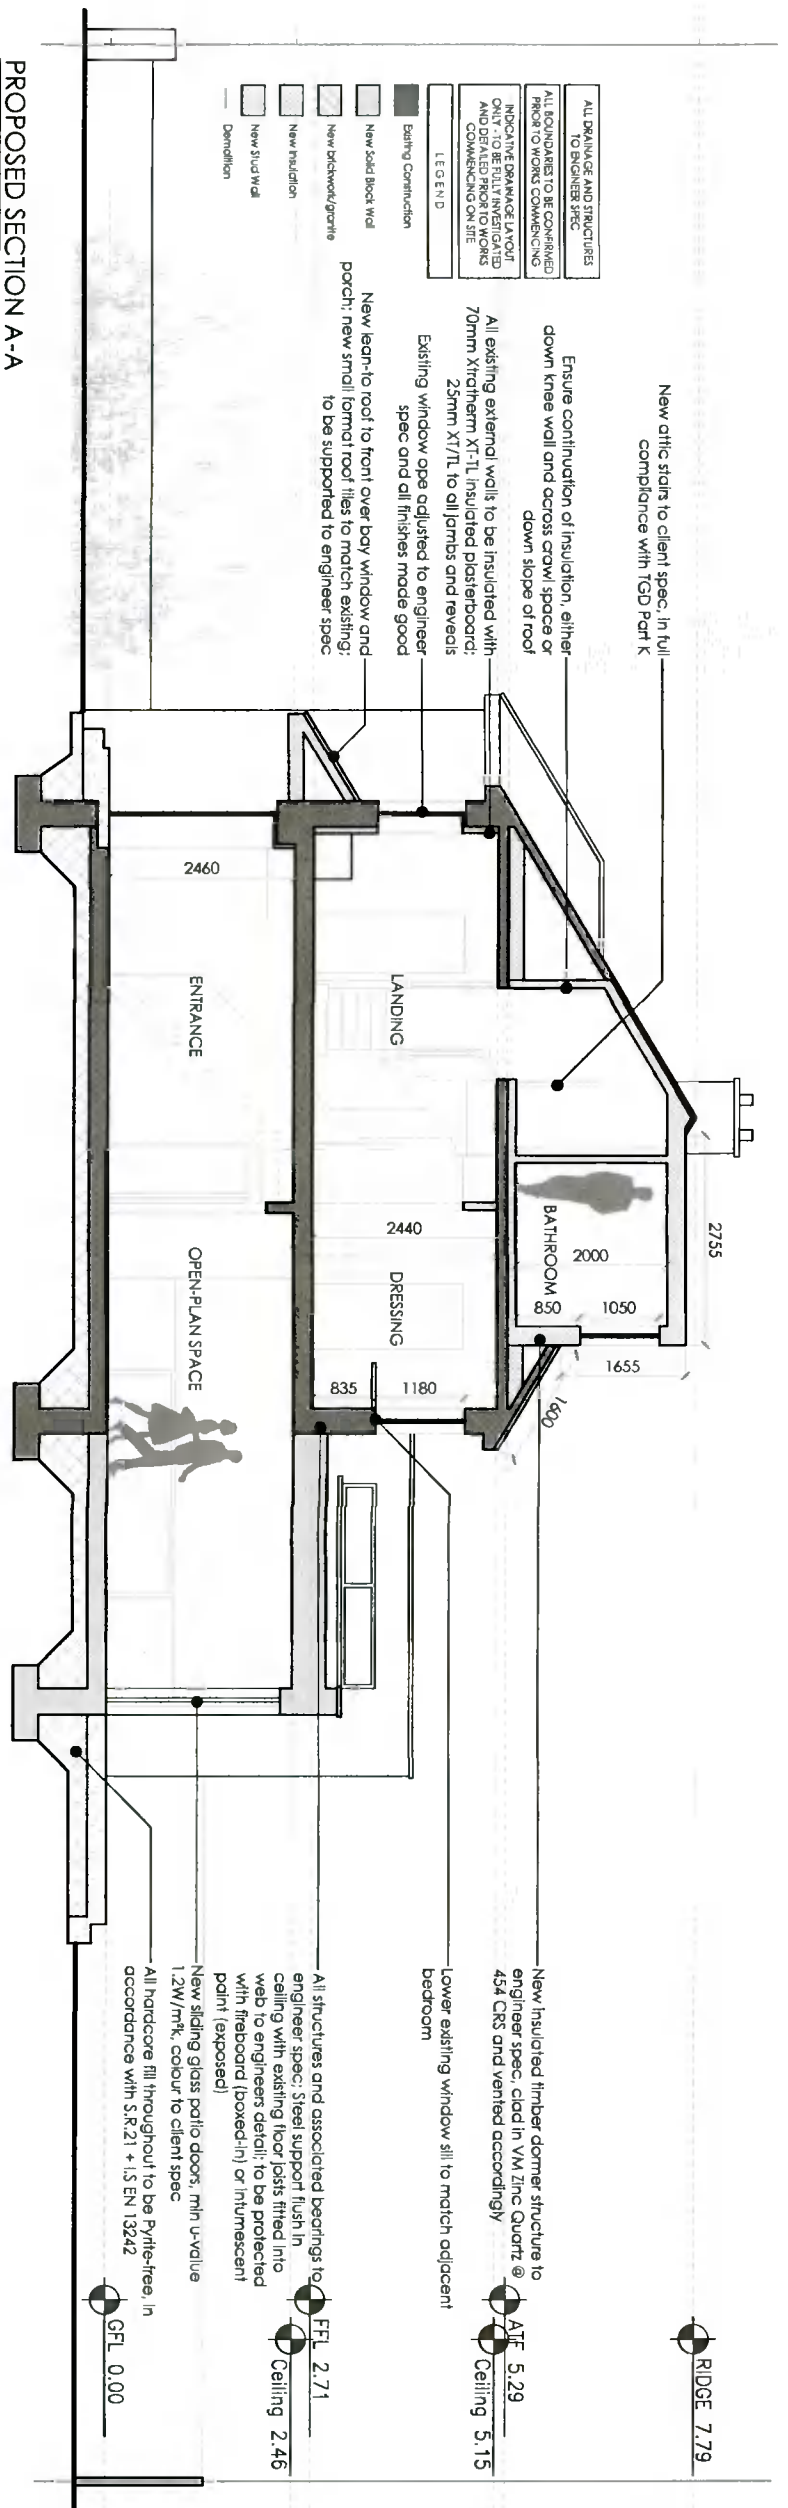 ALL DRAINAGE AND STRUCTURES
TO ENGINEER SPEC
ALL BOUNDARIES TO BE CONFIRMED
PRIOR TO WORKS COMMENCING
INDICATIVE DRAINAGE LAYOUT
ONLY - TO BE FULLY INVESTIGATED
AND DETAILED PRIOR TO WORKS
COMMENCING ON SITE
LEGEND
Existing Construction
New Solid Block Wall
New brickwork/granite
New Insulation
New Stud Wall
Demolition
New attic stairs to client spec, in full
compliance with TGD Part K
Ensure continuation of insulation, either
down knee wall and across crawl space or
down slope of roof
All existing external walls to be insulated with
70mm Xtratherm XT-TL insulated plasterboard;
25mm XT/TL to all jambs and reveals
Existing window ope adjusted to engineer
spec and all finishes made good
New lean-to roof to front over bay window and
porch; new small format roof tiles to match existing;
to be supported to engineer spec
2755
2000
BATHROOM
850
1050
1655
1600
LANDING
2440
DRESSING
835
1180
2460
ENTRANCE
OPEN-PLAN SPACE
New insulated timber dormer structure to
engineer spec, clad in VM Zinc Quartz @
454 CRS and vented accordingly
Lower existing window sill to match adjacent
bedroom
All structures and associated bearings to
engineer spec; Steel support flush in
ceiling with existing floor joists fitted into
web to engineers detail; to be protected
with fireboard (boxed-in) or intumescent
paint (exposed)
New sliding glass patio doors, min u-value
1.2W/m²k, colour to client spec
All hardcore fill throughout to be Pyrite-free, in
accordance with S.R.21 + I.S EN 13242
RIDGE 7.79
ATF 5.29
Ceiling 5.15
FFL 2.71
Ceiling 2.46
GFL 0.00
PROPOSED SECTION A-A